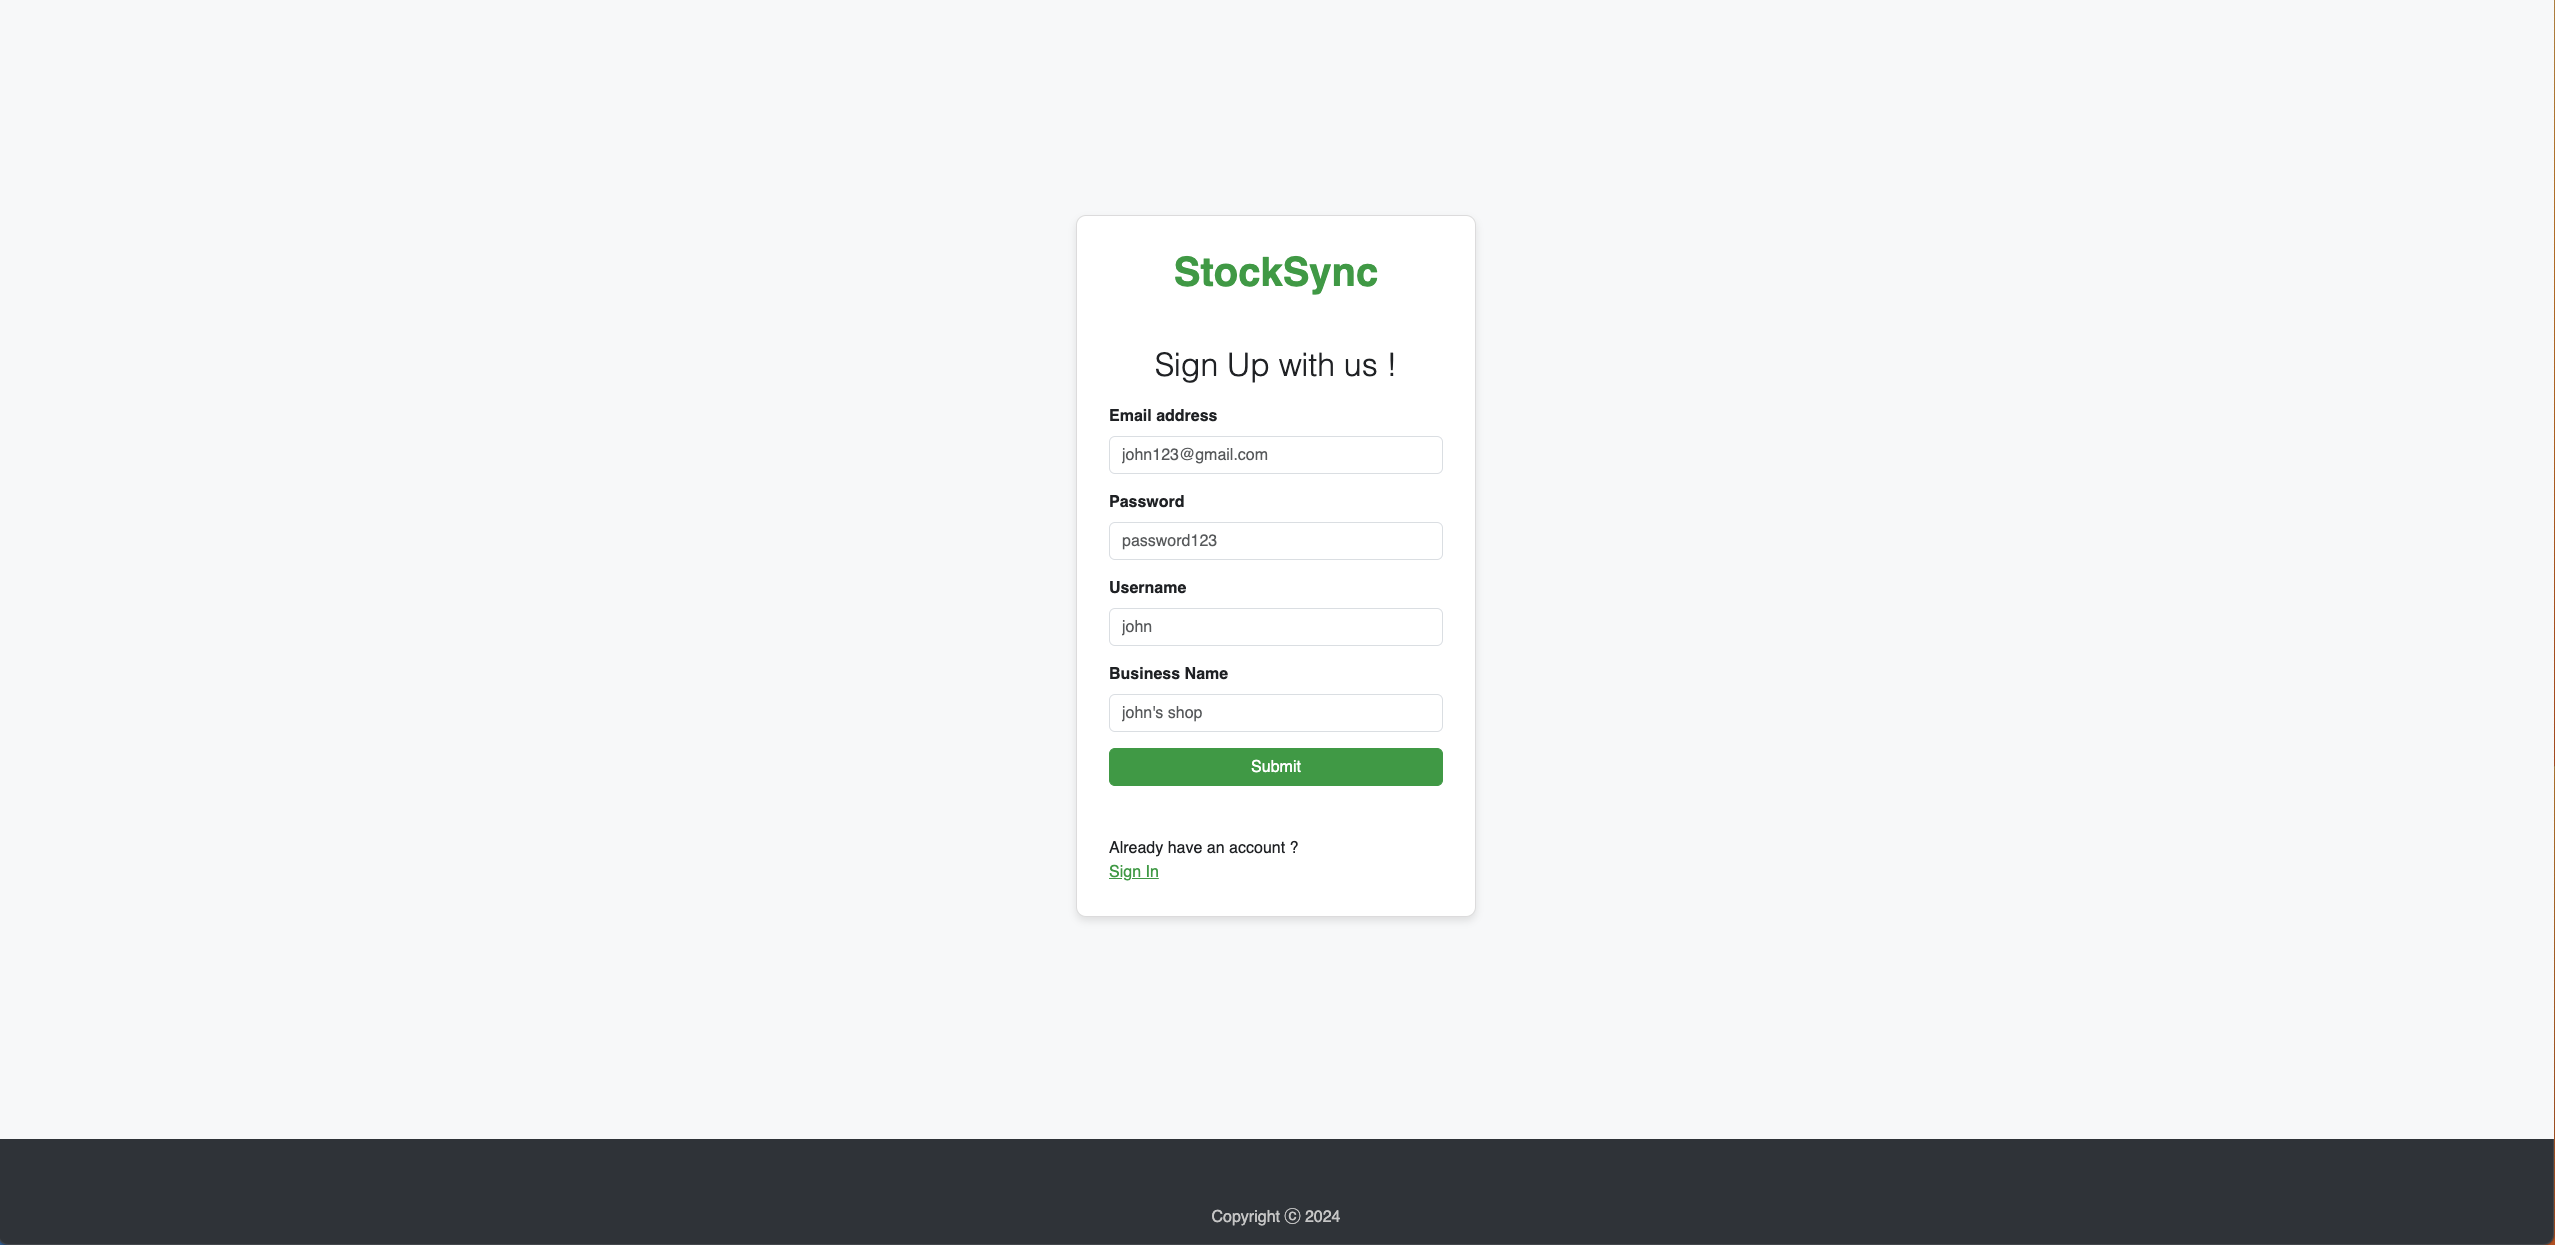 StockSync
Sign Up with us !
Email address
john123@gmail.com
Password
password123
Username
john
Business Name
john's shop
Submit
Already have an account ?
Sign In
Copyright ⓒ 2024